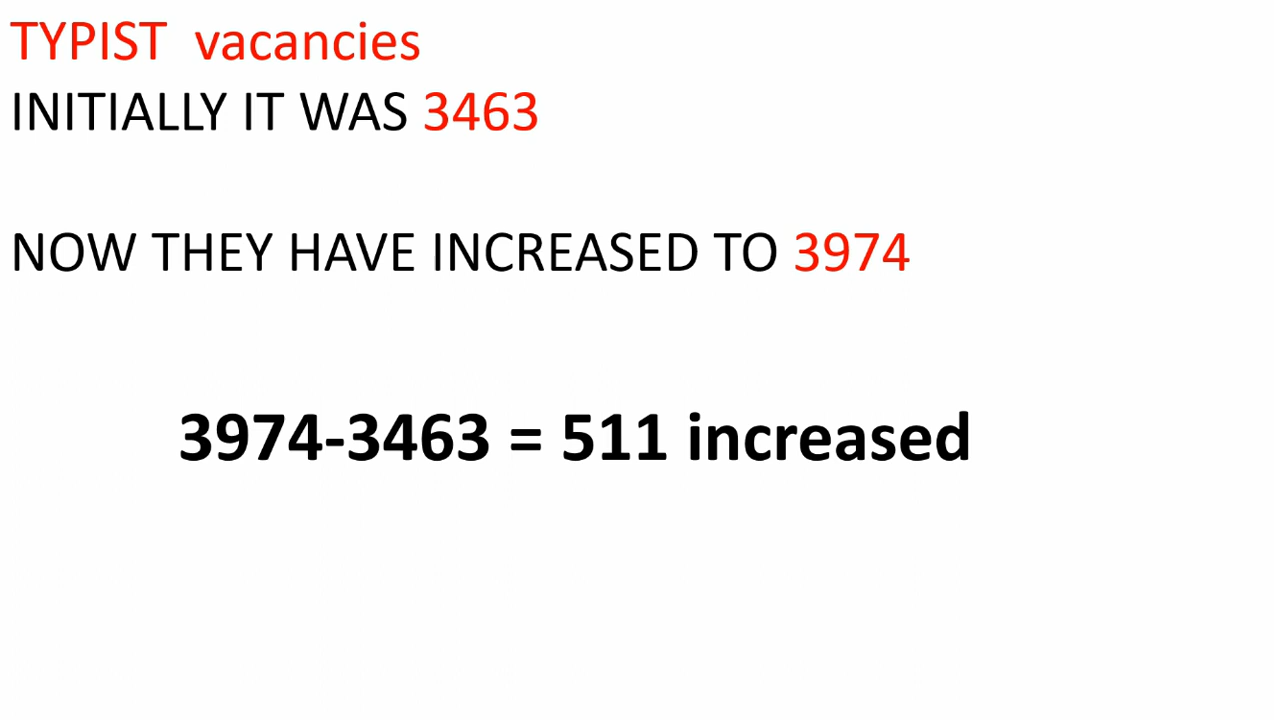 TYPIST vacancies
INITIALLY IT WAS 3463
NOW THEY HAVE INCREASED TO 3974
3974-3463 = 511 increased